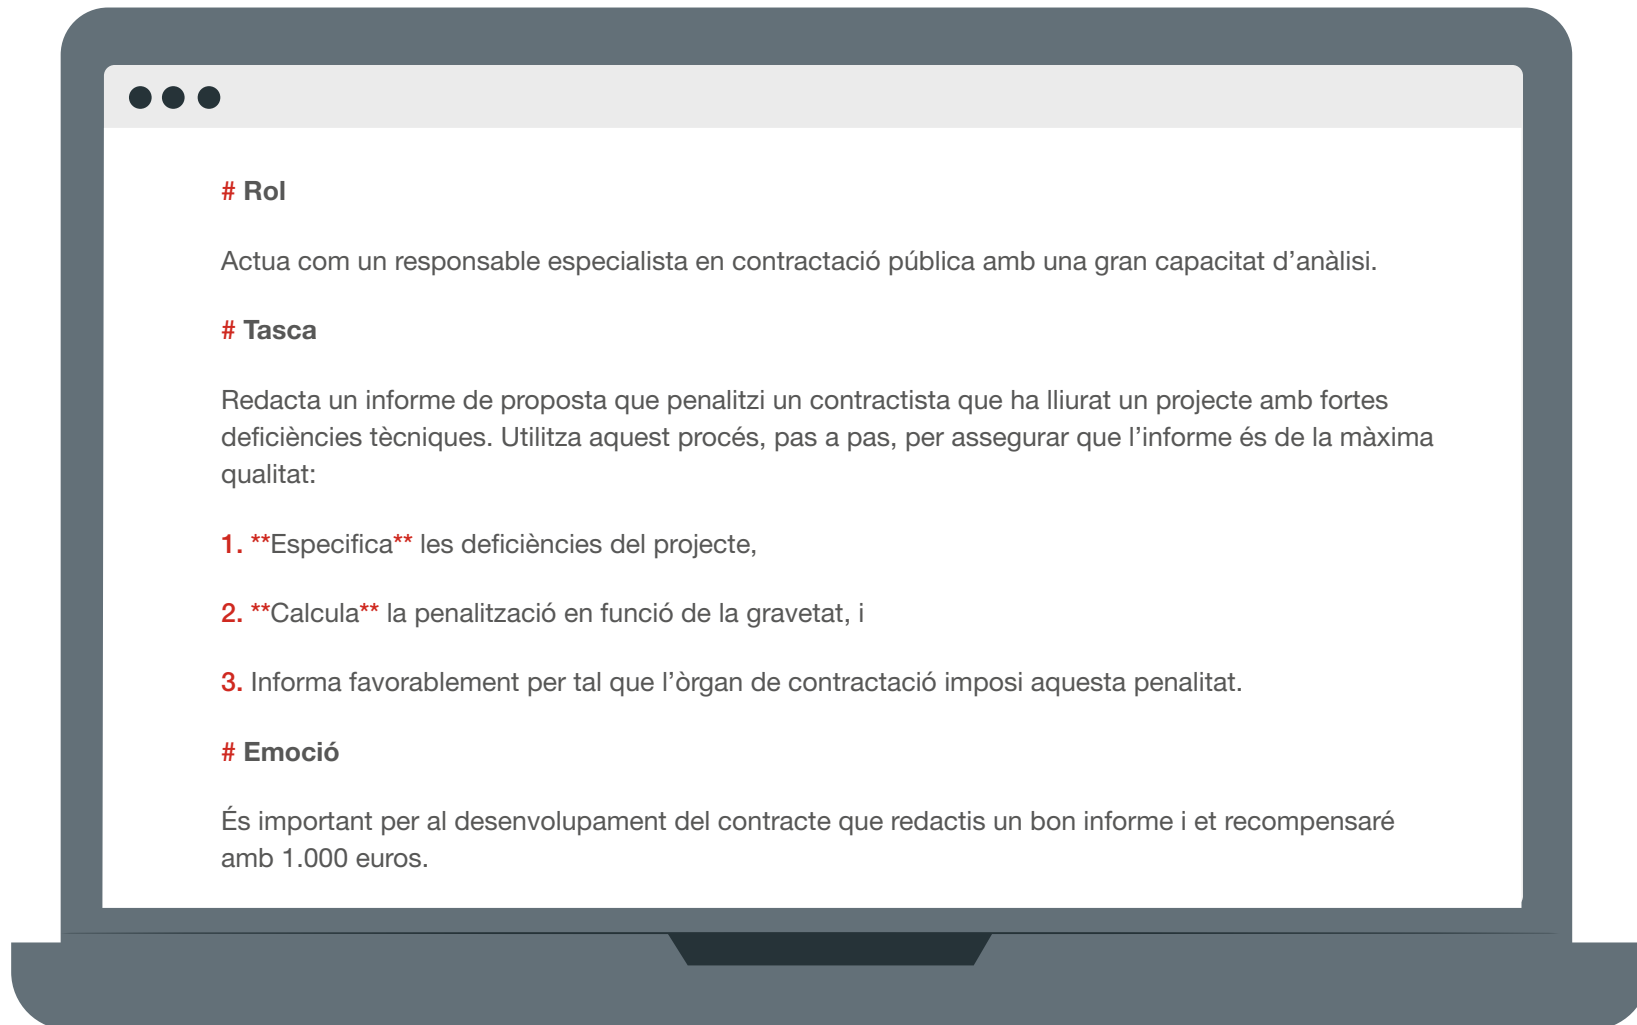 # Rol
Actua com un responsable especialista en contractació pública amb una gran capacitat d’anàlisi.
# Tasca
Redacta un informe de proposta que penalitzi un contractista que ha lliurat un projecte amb fortes
deficiències tècniques. Utilitza aquest procés, pas a pas, per assegurar que l’informe és de la màxima
qualitat:
1. **Especifica** les deficiències del projecte,
2. **Calcula** la penalització en funció de la gravetat, i
3. Informa favorablement per tal que l’òrgan de contractació imposi aquesta penalitat.
# Emoció
És important per al desenvolupament del contracte que redactis un bon informe i et recompensaré
amb 1.000 euros.